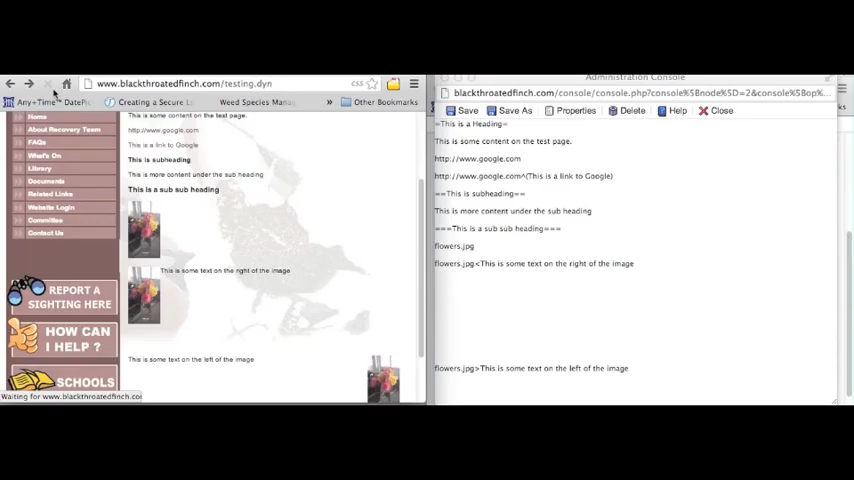 Administration Console
www.blackthroatedfinch.com/testing.dyn
css
blackthroatedfinch.com/console/console.php?console%5Bnode%5D=2&console%5Bop%...
Any+Time
DatePi
Creating a Secure L
Weed Species Manag
»
Other Bookmarks
Save
Save As
Properties
Delete
Help
Close
Home
About Recovery Team
FAQs
What's On
Library
Documents
Related Links
Website Login
Committee
Contact Us
REPORT A
SIGHTING HERE
HOW CAN
I HELP ?
SCHOOLS
Waiting for www.blackthroatedfinch.com
This is some content on the test page.
http://www.google.com
This is a link to Google
This is subheading
This is more content under the sub heading
This is a sub sub heading
This is some text on the right of the image
This is some text on the left of the image
=This is a Heading=
This is some content on the test page.
http://www.google.com
http://www.google.com^(This is a link to Google)
==This is subheading==
This is more content under the sub heading
===This is a sub sub heading===
flowers.jpg
flowers.jpg<This is some text on the right of the image
flowers.jpg>This is some text on the left of the image